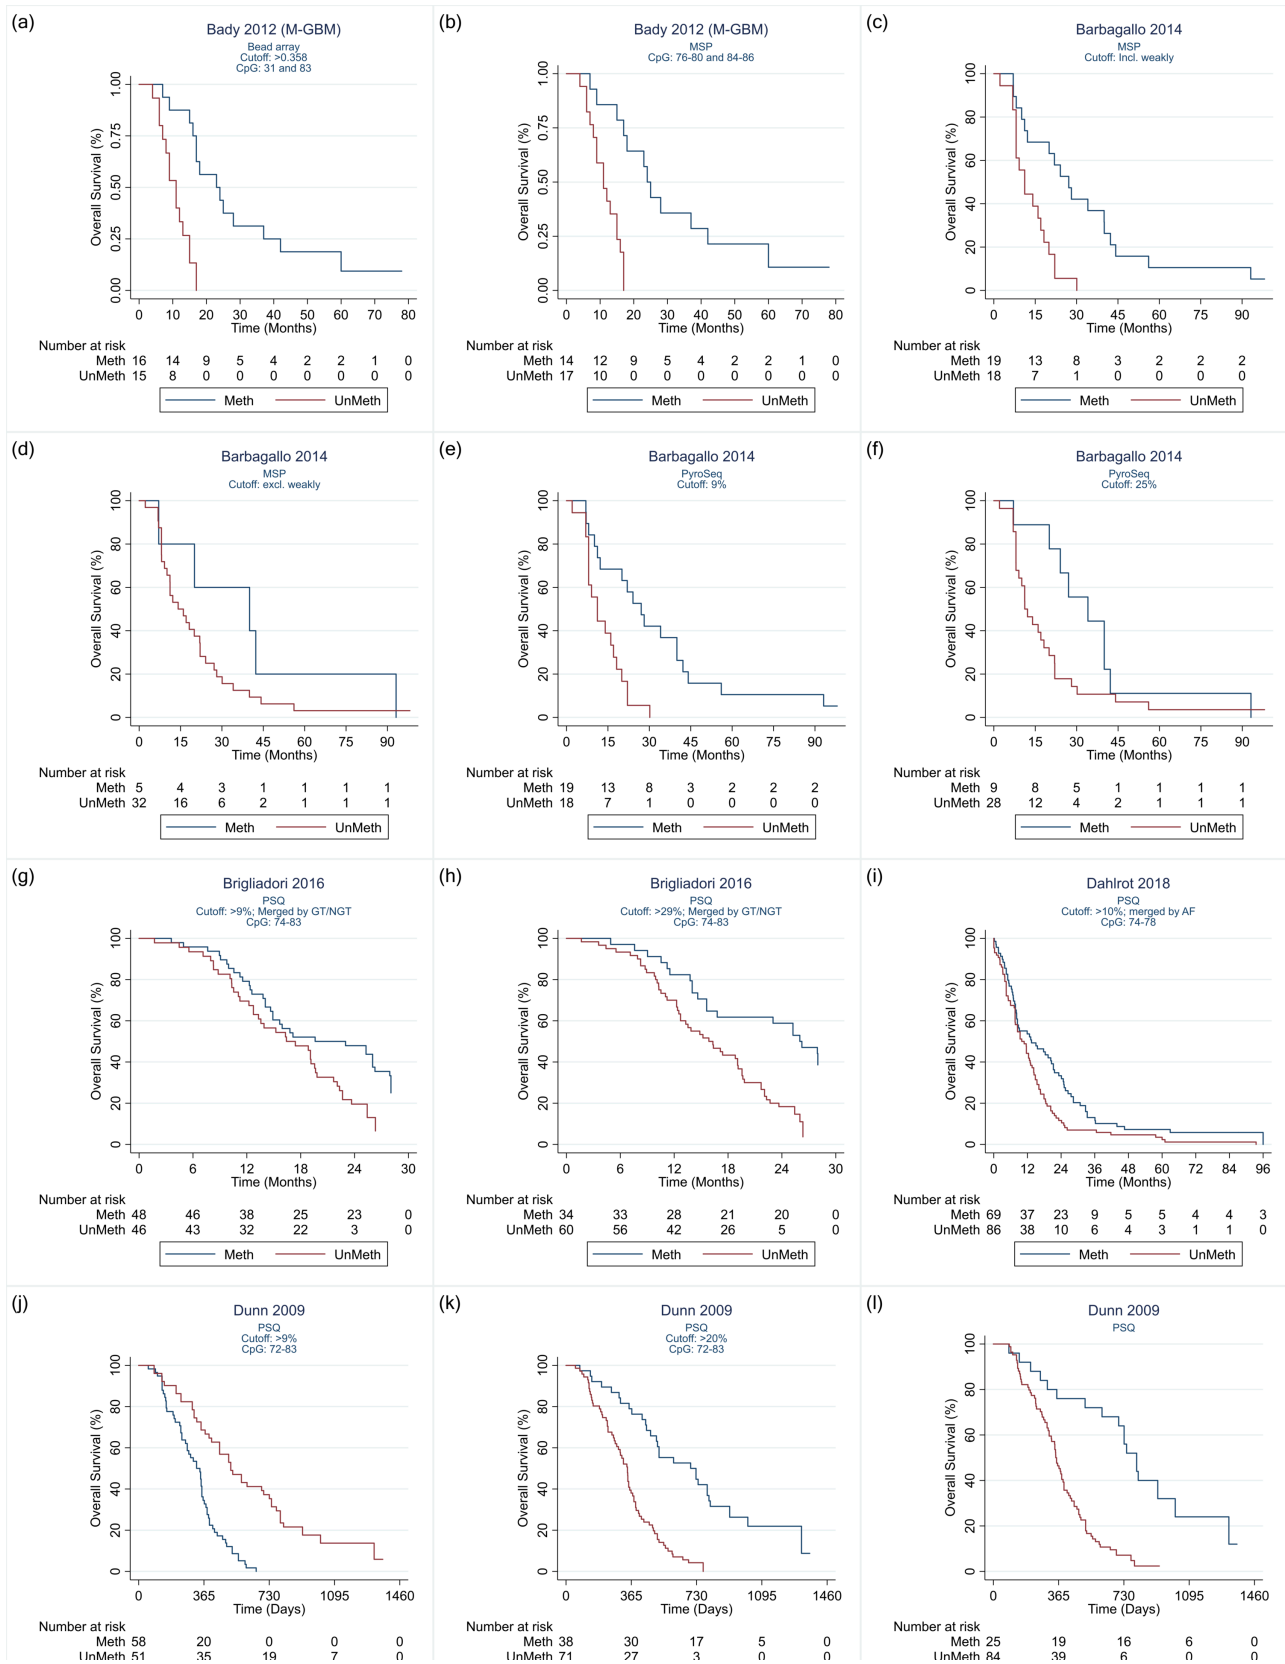 (a)
Bady 2012 (M-GBM)
Bead array
Cutoff: >0.358
CpG: 31 and 83
Overall Survival (%)
1.00
0.75
0.50
0.25
0.00
0 10 20 30 40 50 60 70 80
Time (Months)
Number at risk
Meth 16 14 9 5 4 2 2 1 0
UnMeth 15 8 0 0 0 0 0 0 0
Meth UnMeth
(b)
Bady 2012 (M-GBM)
MSP
CpG: 76-80 and 84-86
Overall Survival (%)
1.00
0.75
0.50
0.25
0.00
0 10 20 30 40 50 60 70 80
Time (Months)
Number at risk
Meth 14 12 9 5 4 2 2 1 0
UnMeth 17 10 0 0 0 0 0 0 0
Meth UnMeth
(c)
Barbagallo 2014
MSP
Cutoff: Incl. weakly
Overall Survival (%)
100
80
60
40
20
0
0 15 30 45 60 75 90
Time (Months)
Number at risk
Meth 19 13 8 3 2 2 2
UnMeth 18 7 1 0 0 0 0
Meth UnMeth
(d)
Barbagallo 2014
MSP
Cutoff: excl. weakly
Overall Survival (%)
100
80
60
40
20
0
0 15 30 45 60 75 90
Time (Months)
Number at risk
Meth 5 4 3 1 1 1 1
UnMeth 32 16 6 2 1 1 1
Meth UnMeth
(e)
Barbagallo 2014
PyroSeq
Cutoff: 9%
Overall Survival (%)
100
80
60
40
20
0
0 15 30 45 60 75 90
Time (Months)
Number at risk
Meth 19 13 8 3 2 2 2
UnMeth 18 7 1 0 0 0 0
Meth UnMeth
(f)
Barbagallo 2014
PyroSeq
Cutoff: 25%
Overall Survival (%)
100
80
60
40
20
0
0 15 30 45 60 75 90
Time (Months)
Number at risk
Meth 9 8 5 1 1 1 1
UnMeth 28 12 4 2 1 1 1
Meth UnMeth
(g)
Brigliadori 2016
PSQ
Cutoff: >9%; Merged by GT/NGT
CpG: 74-83
Overall Survival (%)
100
80
60
40
20
0
0 6 12 18 24 30
Time (Months)
Number at risk
Meth 48 46 38 25 23 0
UnMeth 46 43 32 22 3 0
Meth UnMeth
(h)
Brigliadori 2016
PSQ
Cutoff: >29%; Merged by GT/NGT
CpG: 74-83
Overall Survival (%)
100
80
60
40
20
0
0 6 12 18 24 30
Time (Months)
Number at risk
Meth 34 33 28 21 20 0
UnMeth 60 56 42 26 5 0
Meth UnMeth
(i)
Dahlrot 2018
PSQ
Cutoff: >10%; merged by AF
CpG: 74-78
Overall Survival (%)
100
80
60
40
20
0
0 12 24 36 48 60 72 84 96
Time (Months)
Number at risk
Meth 69 37 23 9 5 5 4 4 3
UnMeth 86 38 10 6 4 3 1 1 0
Meth UnMeth
(j)
Dunn 2009
PSQ
Cutoff: >9%
CpG: 72-83
Overall Survival (%)
100
80
60
40
20
0
0 365 730 1095 1460
Time (Days)
Number at risk
Meth 58 20 0 0 0
UnMeth 51 35 19 7 0
(k)
Dunn 2009
PSQ
Cutoff: >20%
CpG: 72-83
Overall Survival (%)
100
80
60
40
20
0
0 365 730 1095 1460
Time (Days)
Number at risk
Meth 38 30 17 5 0
UnMeth 71 27 3 0 0
(l)
Dunn 2009
PSQ
Overall Survival (%)
100
80
60
40
20
0
0 365 730 1095 1460
Time (Days)
Number at risk
Meth 25 19 16 6 0
UnMeth 84 39 6 0 0